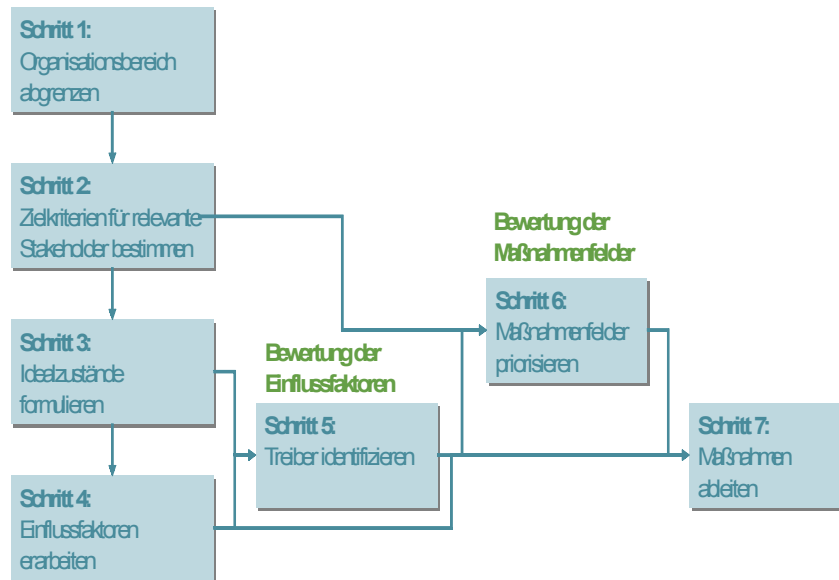 Schritt 1:
Organisationsbereich
abgrenzen
Schritt 2:
Zielkriterien für relevante
Stakeholder bestimmen
Schritt 3:
Idealzustände
formulieren
Schritt 4:
Einflussfaktoren
erarbeiten
Bewertung der
Einflussfaktoren
Schritt 5:
Treiber identifizieren
Bewertung der
Maßnahmenfelder
Schritt 6:
Maßnahmenfelder
priorisieren
Schritt 7:
Maßnahmen
ableiten